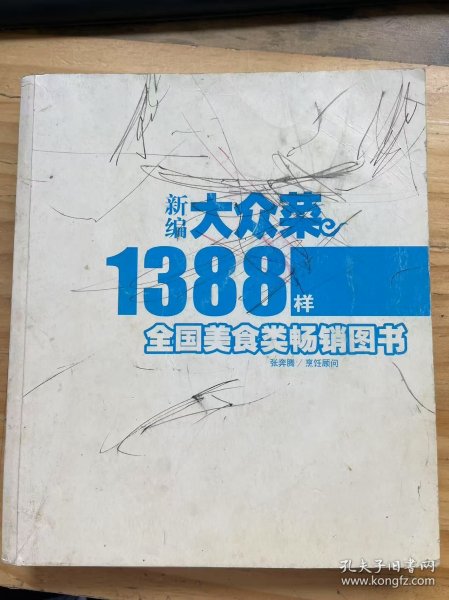 新编 大众菜
1388样
全国美食类畅销图书
张奔腾/烹饪顾问
孔夫子旧书网
www.kongfz.com